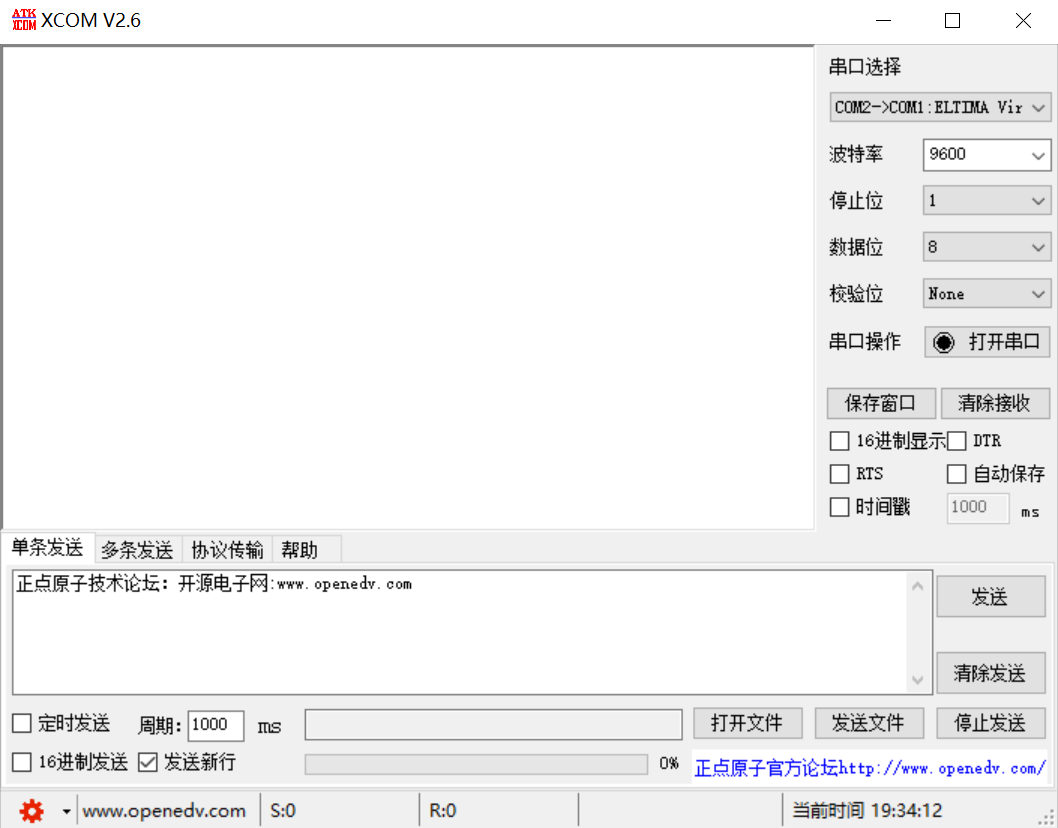 ATK XCOM XCOM V2.6
串口选择
COM2->COM1:ELTIMA Vir
波特率 9600
停止位 1
数据位 8
校验位 None
串口操作 打开串口
保存窗口 清除接收
16进制显示 DTR
RTS 自动保存
时间戳 1000 ms
单条发送 多条发送 协议传输 帮助
正点原子技术论坛：开源电子网:www.openedv.com
发送
清除发送
定时发送 周期: 1000 ms 打开文件 发送文件 停止发送
16进制发送 发送新行 0% 正点原子官方论坛http://www.openedv.com/
www.openedv.com S:0 R:0 当前时间 19:34:12